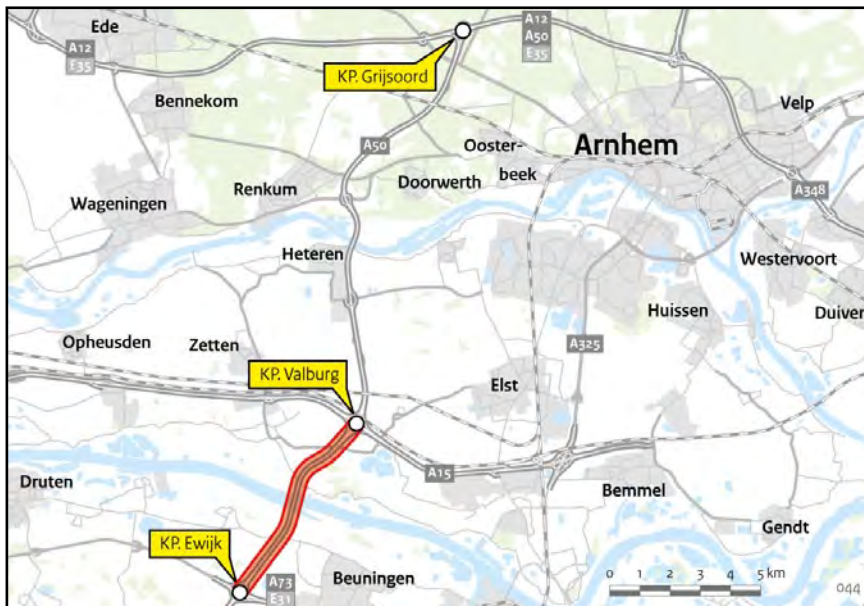 Ede
A12
A50
E35
A12
E35
KP. Grijsoord
Bennekom
Velp
A50
Ooster-
beek
Arnhem
Renkum
Doorwerth
A348
Wageningen
Heteren
Westervoort
Huissen
Duiven
Opheusden
Zetten
A325
KP. Valburg
Elst
A15
Druten
Bemmel
Gendt
KP. Ewijk
A73
E31
Beuningen
0 1 2 3 4 5 km
044